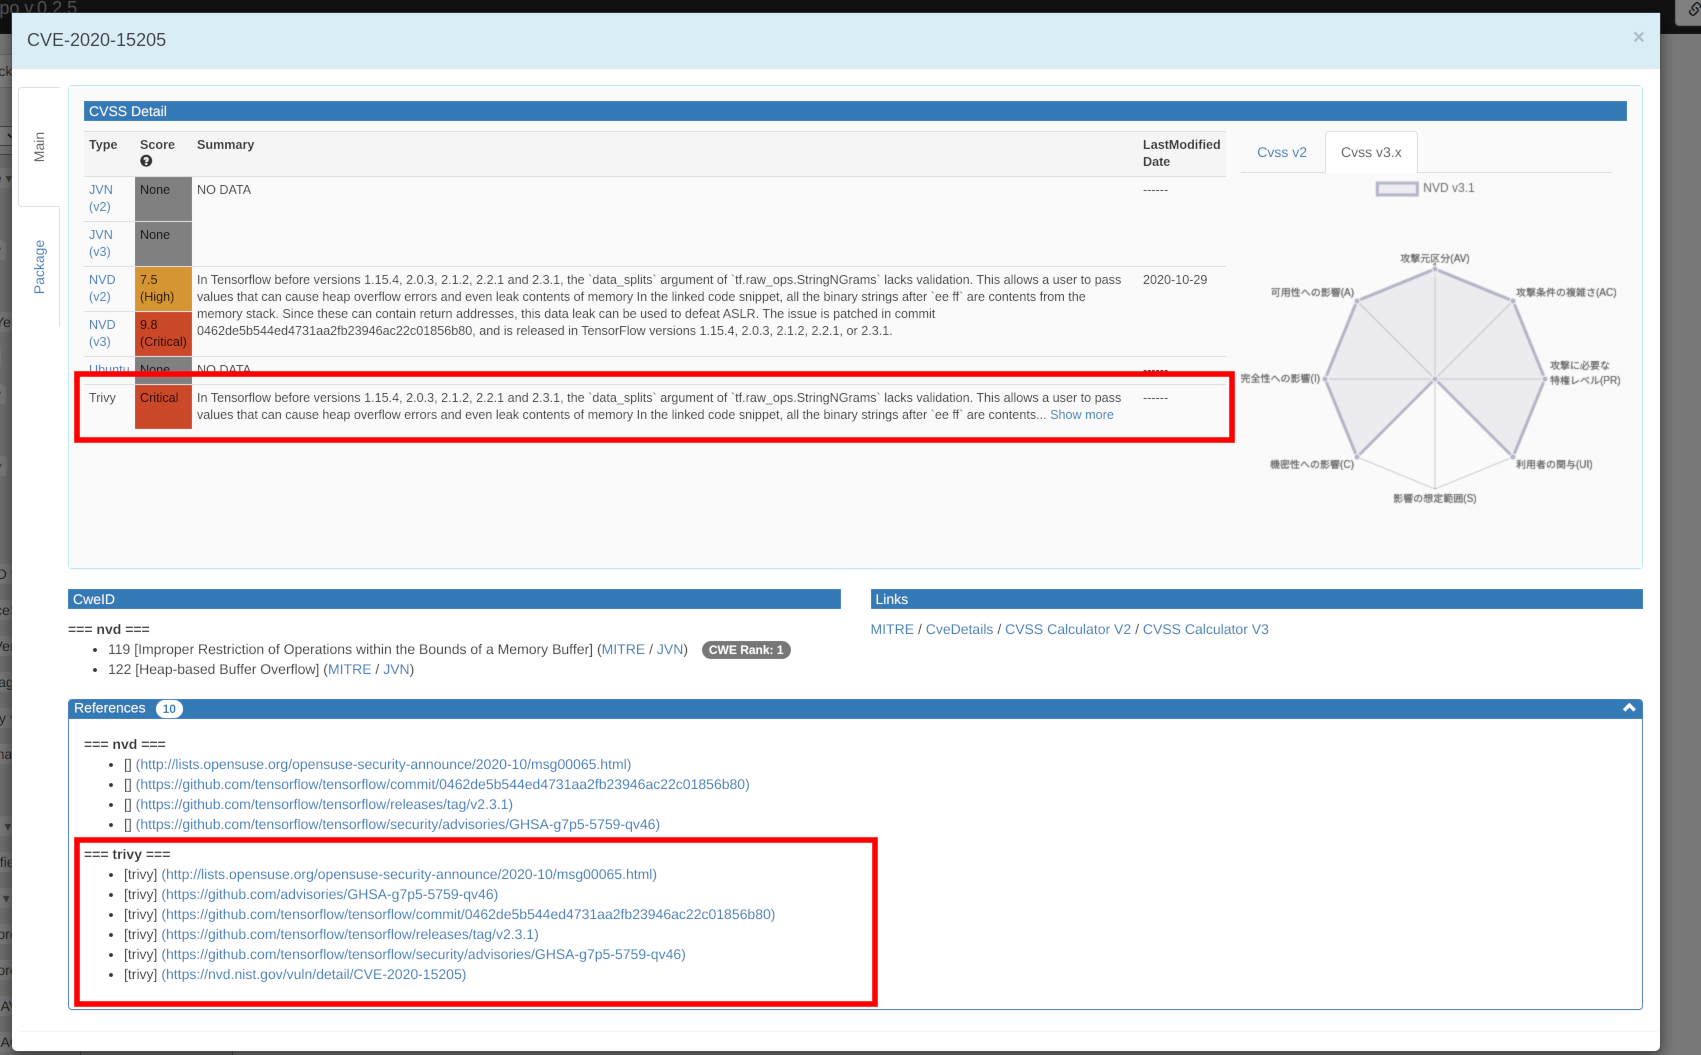 po v.0.2.5
CVE-2020-15205
×
Main
Package
CVSS Detail
Type
Score
Summary
LastModified
Date
JVN
(v2)
None
NO DATA
------
JVN
(v3)
None
NVD
(v2)
7.5
(High)
In Tensorflow before versions 1.15.4, 2.0.3, 2.1.2, 2.2.1 and 2.3.1, the `data_splits` argument of `tf.raw_ops.StringNGrams` lacks validation. This allows a user to pass
values that can cause heap overflow errors and even leak contents of memory In the linked code snippet, all the binary strings after `ee ff` are contents from the
memory stack. Since these can contain return addresses, this data leak can be used to defeat ASLR. The issue is patched in commit
0462de5b544ed4731aa2fb23946ac22c01856b80, and is released in TensorFlow versions 1.15.4, 2.0.3, 2.1.2, 2.2.1, or 2.3.1.
2020-10-29
NVD
(v3)
9.8
(Critical)
Ubuntu
None
NO DATA
------
Trivy
Critical
In Tensorflow before versions 1.15.4, 2.0.3, 2.1.2, 2.2.1 and 2.3.1, the `data_splits` argument of `tf.raw_ops.StringNGrams` lacks validation. This allows a user to pass
values that can cause heap overflow errors and even leak contents of memory In the linked code snippet, all the binary strings after `ee ff` are contents... Show more
------
Cvss v2
Cvss v3.x
NVD v3.1
攻撃元区分(AV)
可用性への影響(A)
攻撃条件の複雑さ(AC)
完全性への影響(I)
攻撃に必要な
特権レベル(PR)
機密性への影響(C)
利用者の関与(UI)
影響の想定範囲(S)
CweID
=== nvd ===
• 119 [Improper Restriction of Operations within the Bounds of a Memory Buffer] (MITRE / JVN) CWE Rank: 1
• 122 [Heap-based Buffer Overflow] (MITRE / JVN)
Links
MITRE / CveDetails / CVSS Calculator V2 / CVSS Calculator V3
References 10
=== nvd ===
• [] (http://lists.opensuse.org/opensuse-security-announce/2020-10/msg00065.html)
• [] (https://github.com/tensorflow/tensorflow/commit/0462de5b544ed4731aa2fb23946ac22c01856b80)
• [] (https://github.com/tensorflow/tensorflow/releases/tag/v2.3.1)
• [] (https://github.com/tensorflow/tensorflow/security/advisories/GHSA-g7p5-5759-qv46)
=== trivy ===
• [trivy] (http://lists.opensuse.org/opensuse-security-announce/2020-10/msg00065.html)
• [trivy] (https://github.com/advisories/GHSA-g7p5-5759-qv46)
• [trivy] (https://github.com/tensorflow/tensorflow/commit/0462de5b544ed4731aa2fb23946ac22c01856b80)
• [trivy] (https://github.com/tensorflow/tensorflow/releases/tag/v2.3.1)
• [trivy] (https://github.com/tensorflow/tensorflow/security/advisories/GHSA-g7p5-5759-qv46)
• [trivy] (https://nvd.nist.gov/vuln/detail/CVE-2020-15205)